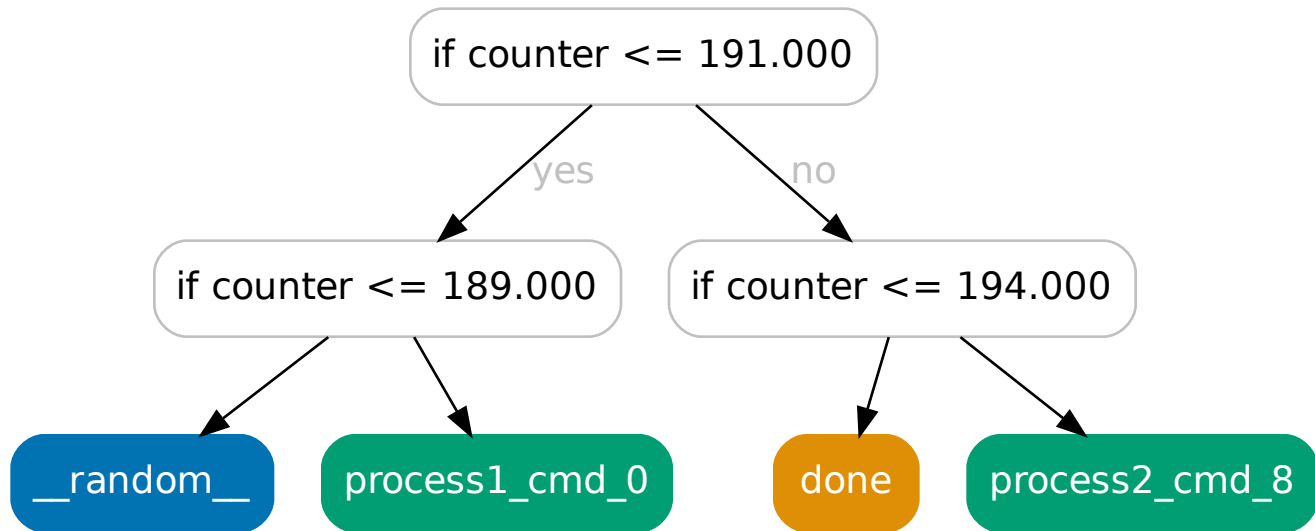 if counter <= 191.000
yes
no
if counter <= 189.000
if counter <= 194.000
__random__
process1_cmd_0
done
process2_cmd_8